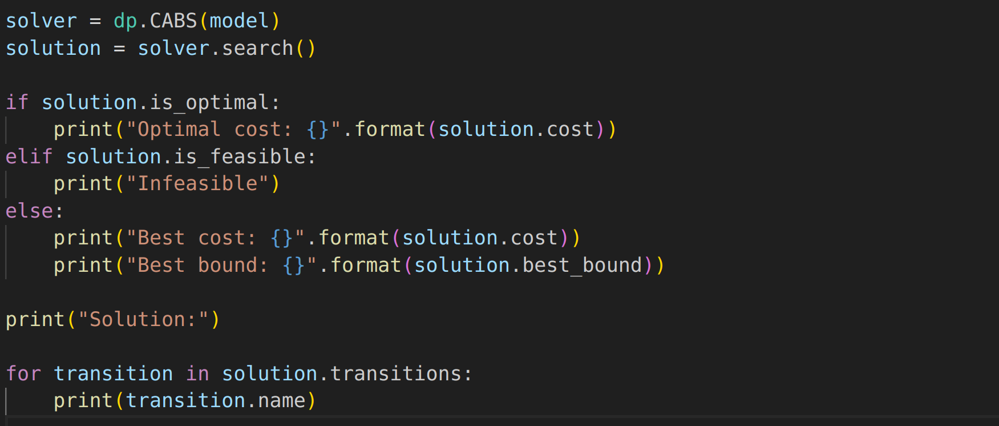 solver = dp.CABS(model)
solution = solver.search()

if solution.is_optimal:
    print("Optimal cost: {}".format(solution.cost))
elif solution.is_feasible:
    print("Infeasible")
else:
    print("Best cost: {}".format(solution.cost))
    print("Best bound: {}".format(solution.best_bound))

print("Solution:")

for transition in solution.transitions:
    print(transition.name)